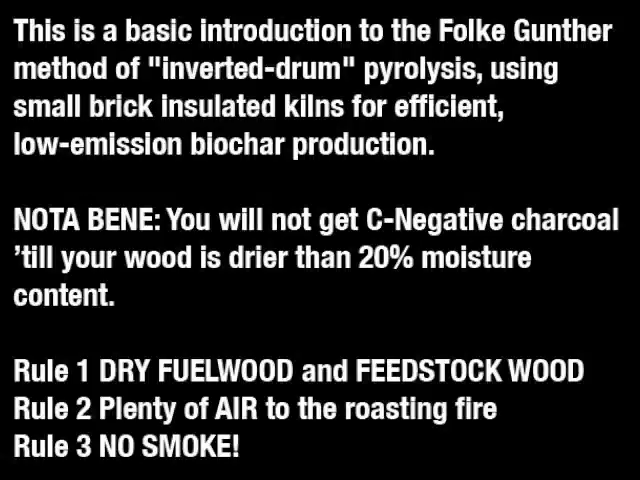 This is a basic introduction to the Folke Gunther
method of "inverted-drum" pyrolysis, using
small brick insulated kilns for efficient,
low-emission biochar production.
NOTA BENE: You will not get C-Negative charcoal
’till your wood is drier than 20% moisture
content.
Rule 1 DRY FUELWOOD and FEEDSTOCK WOOD
Rule 2 Plenty of AIR to the roasting fire
Rule 3 NO SMOKE!